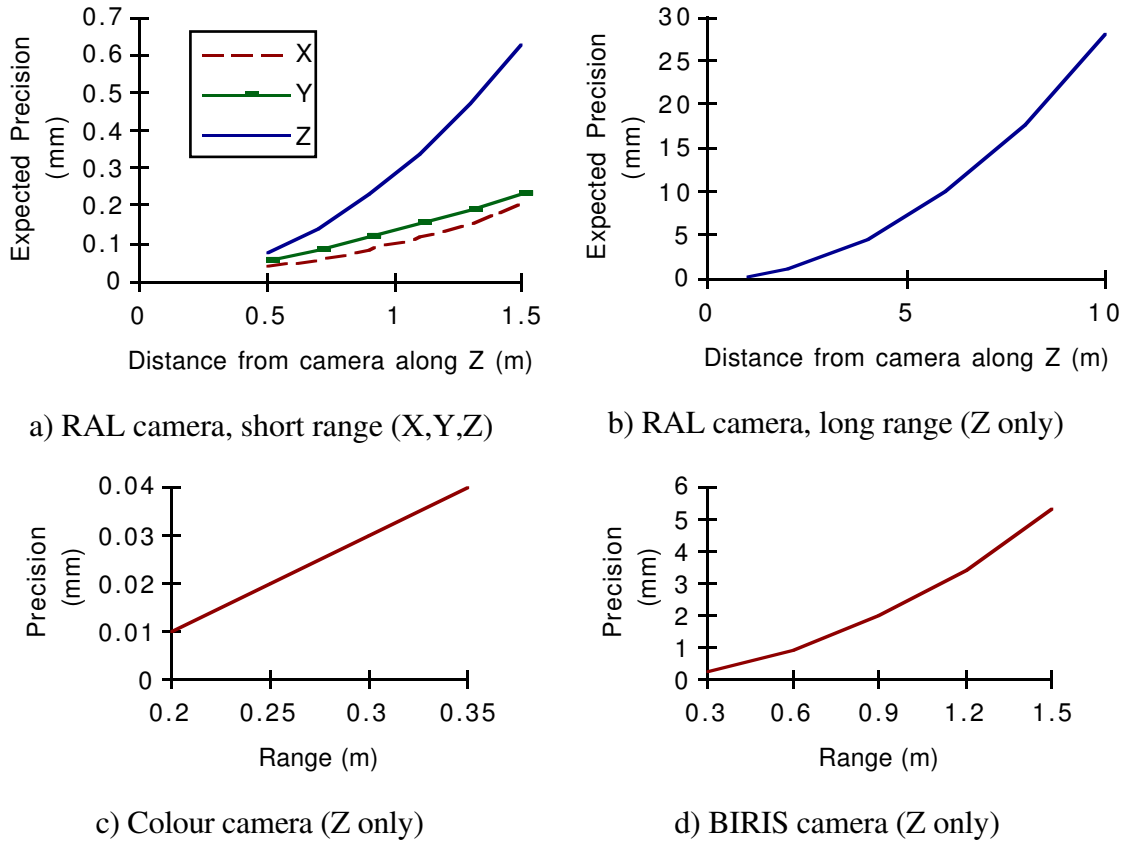 0.7
0.6
0.5
0.4
0.3
0.2
0.1
0
Expected Precision
(mm)
X
Y
Z
0 0.5 1 1.5
Distance from camera along Z (m)
a) RAL camera, short range (X,Y,Z)
30
25
20
15
10
5
0
Expected Precision
(mm)
0 5 10
Distance from camera along Z (m)
b) RAL camera, long range (Z only)
0.04
0.03
0.02
0.01
0
Precision
(mm)
0.2 0.25 0.3 0.35
Range (m)
c) Colour camera (Z only)
6
5
4
3
2
1
0
Precision
(mm)
0.3 0.6 0.9 1.2 1.5
Range (m)
d) BIRIS camera (Z only)